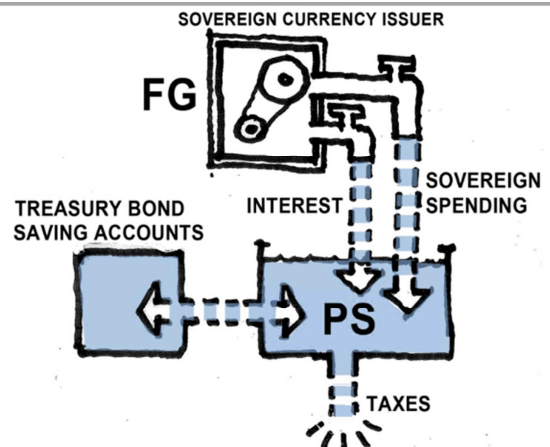 SOVEREIGN CURRENCY ISSUER
FG
INTEREST
SOVEREIGN
SPENDING
TREASURY BOND
SAVING ACCOUNTS
PS
TAXES